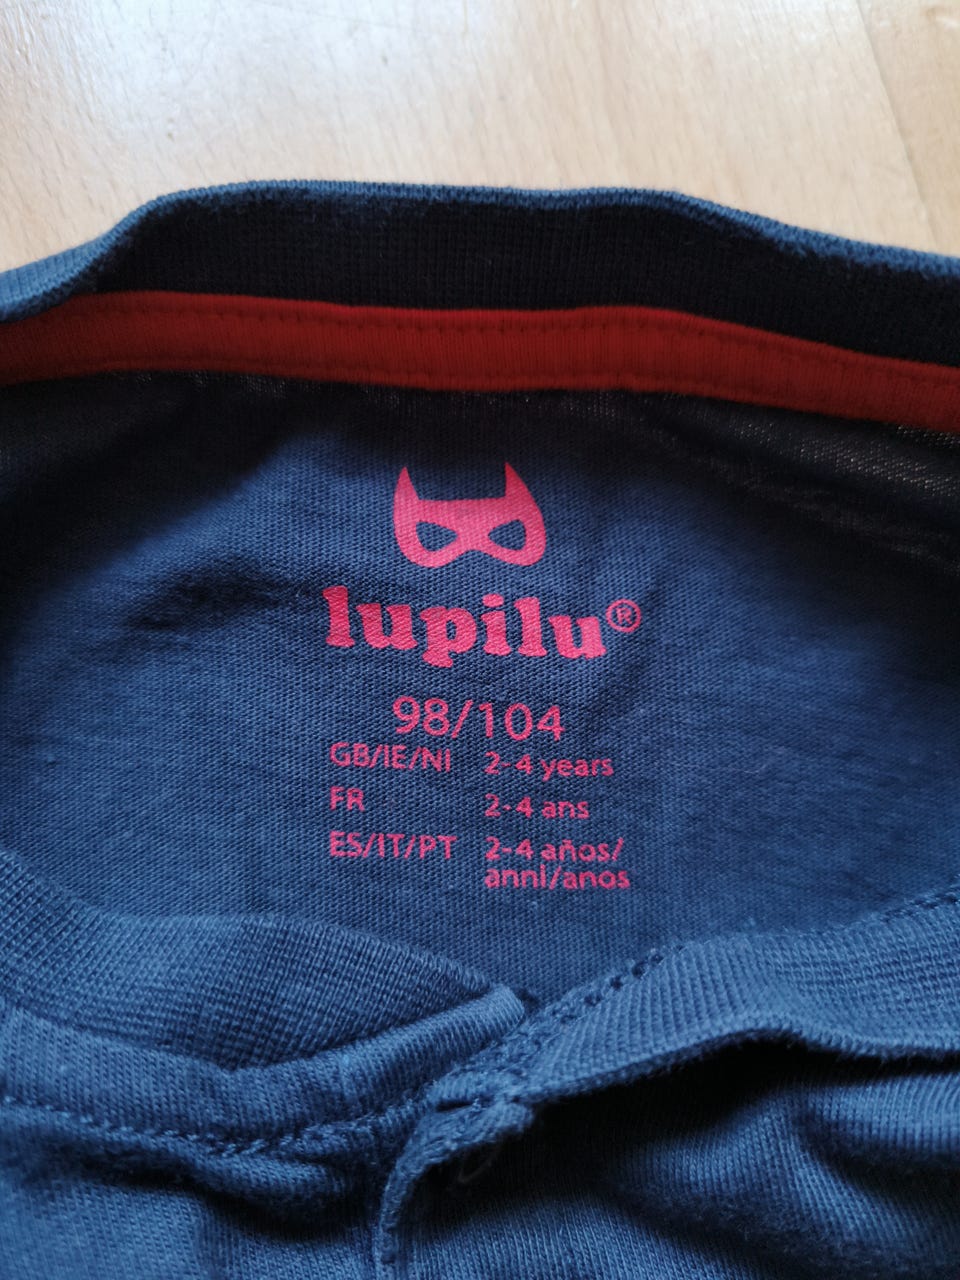 lupilu®
98/104
GB/IE/NI 2-4 years
FR 2-4 ans
ES/IT/PT 2-4 años/
anni/anos